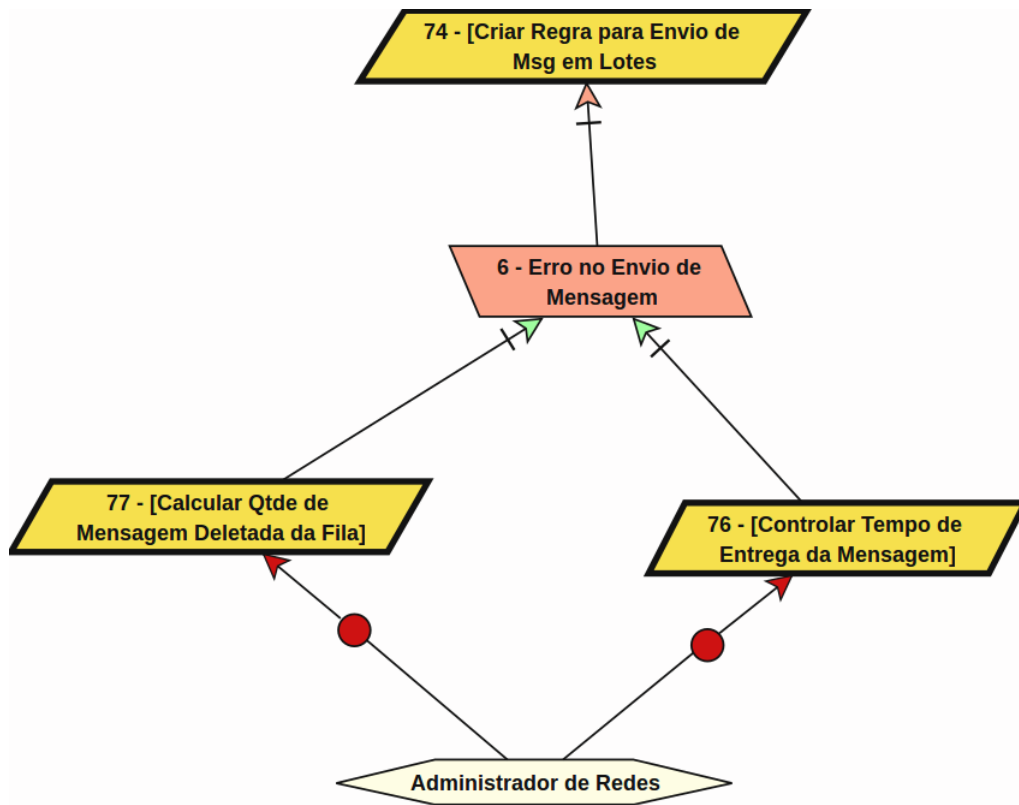 74 - [Criar Regra para Envio de
Msg em Lotes
6 - Erro no Envio de
Mensagem
77 - [Calcular Qtde de
Mensagem Deletada da Fila]
76 - [Controlar Tempo de
Entrega da Mensagem]
Administrador de Redes